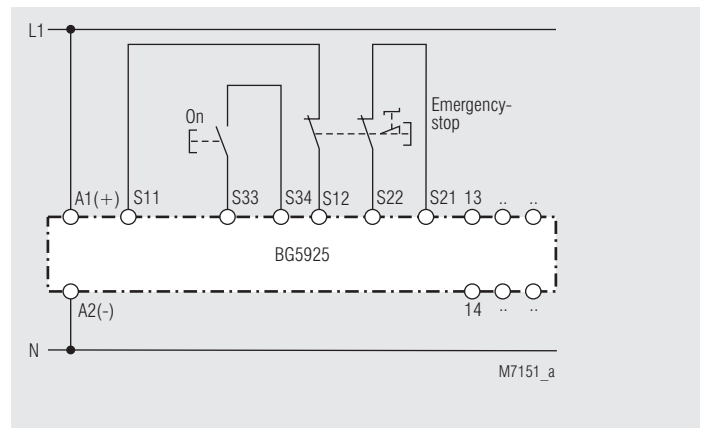 L1
On
Emergency-
stop
A1(+) S11 S33 S34 S12 S22 S21 13 .. ..
BG5925
A2(-) 14 .. ..
N
M7151_a